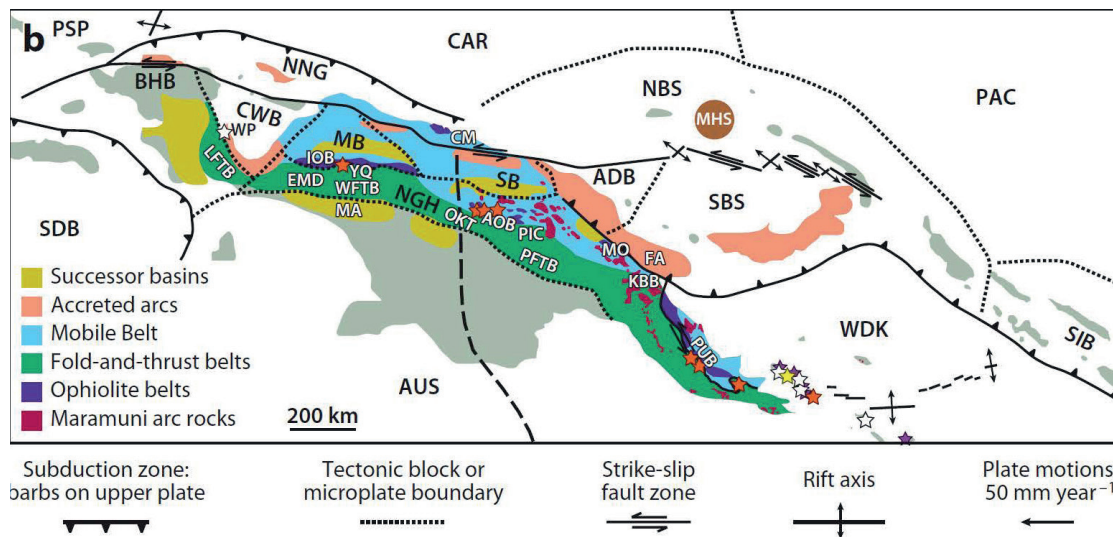 b
PSP
CAR
NNG
BHB
NBS
PAC
CWB
MHS
WP
CM
MB
IOB
LFTB
YQ
SB
ADB
EMD
WFTB
SBS
NGH
SDB
MA
OKT
AOB
PIC
MO
FA
PFTB
KBB
WDK
SIB
PUB
AUS
Successor basins
Accreted arcs
Mobile Belt
Fold-and-thrust belts
Ophiolite belts
Maramuni arc rocks
200 km
Subduction zone:
barbs on upper plate
Tectonic block or
microplate boundary
Strike-slip
fault zone
Rift axis
Plate motions
50 mm year⁻¹